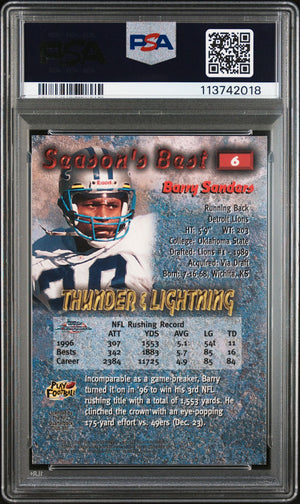 PSA
113742018
Season's Best 6
Barry Sanders
Running Back
Detroit Lions
HT: 5'9" WT: 203
College: Oklahoma State
Drafted: Lions #1 - 1989
Acquired: Via Draft
Born: 7-16-68, Wichita, KS
THUNDER & LIGHTNING
NFL Rushing Record
ATT YDS AVG LG TD
1996 307 1553 5.1 54t 11
Bests 342 1883 5.7 85 16
Career 2384 11725 4.9 85 84
Incomparable as a game-breaker, Barry
turned it on in '96 to win his 3rd NFL
rushing title with a total of 1,553 yards. He
clinched the crown with an eye-popping
175-yard effort vs. 49ers (Dec. 23).
Play
Football